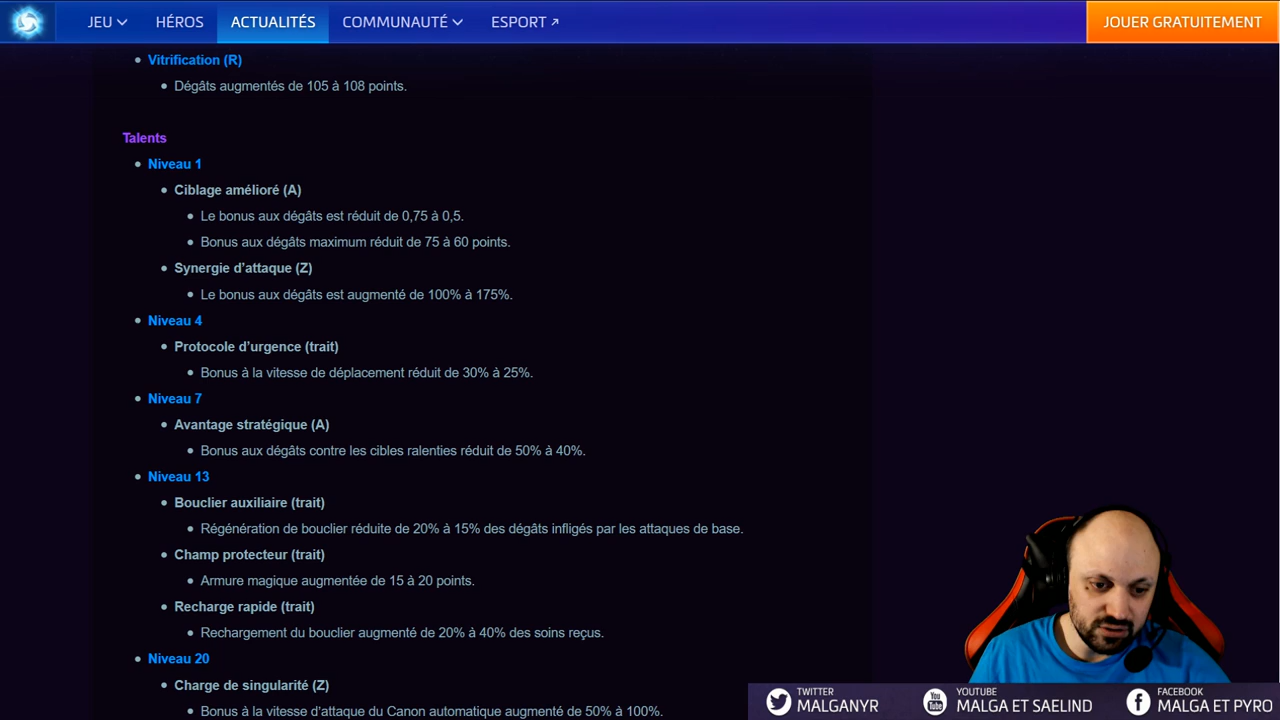 JEU HÉROS ACTUALITÉS COMMUNAUTÉ ESPORT JOUER GRATUITEMENT
Vitrification (R)
Dégâts augmentés de 105 à 108 points.
Talents
Niveau 1
Ciblage amélioré (A)
Le bonus aux dégâts est réduit de 0,75 à 0,5.
Bonus aux dégâts maximum réduit de 75 à 60 points.
Synergie d'attaque (Z)
Le bonus aux dégâts est augmenté de 100% à 175%.
Niveau 4
Protocole d'urgence (trait)
Bonus à la vitesse de déplacement réduit de 30% à 25%.
Niveau 7
Avantage stratégique (A)
Bonus aux dégâts contre les cibles ralenties réduit de 50% à 40%.
Niveau 13
Bouclier auxiliaire (trait)
Régénération de bouclier réduite de 20% à 15% des dégâts infligés par les attaques de base.
Champ protecteur (trait)
Armure magique augmentée de 15 à 20 points.
Recharge rapide (trait)
Rechargement du bouclier augmenté de 20% à 40% des soins reçus.
Niveau 20
Charge de singularité (Z)
Bonus à la vitesse d'attaque du Canon automatique augmenté de 50% à 100%.
TWITTER
MALGANYR
You Tube
YOUTUBE
MALGA ET SAELIND
FACEBOOK
MALGA ET PYRO